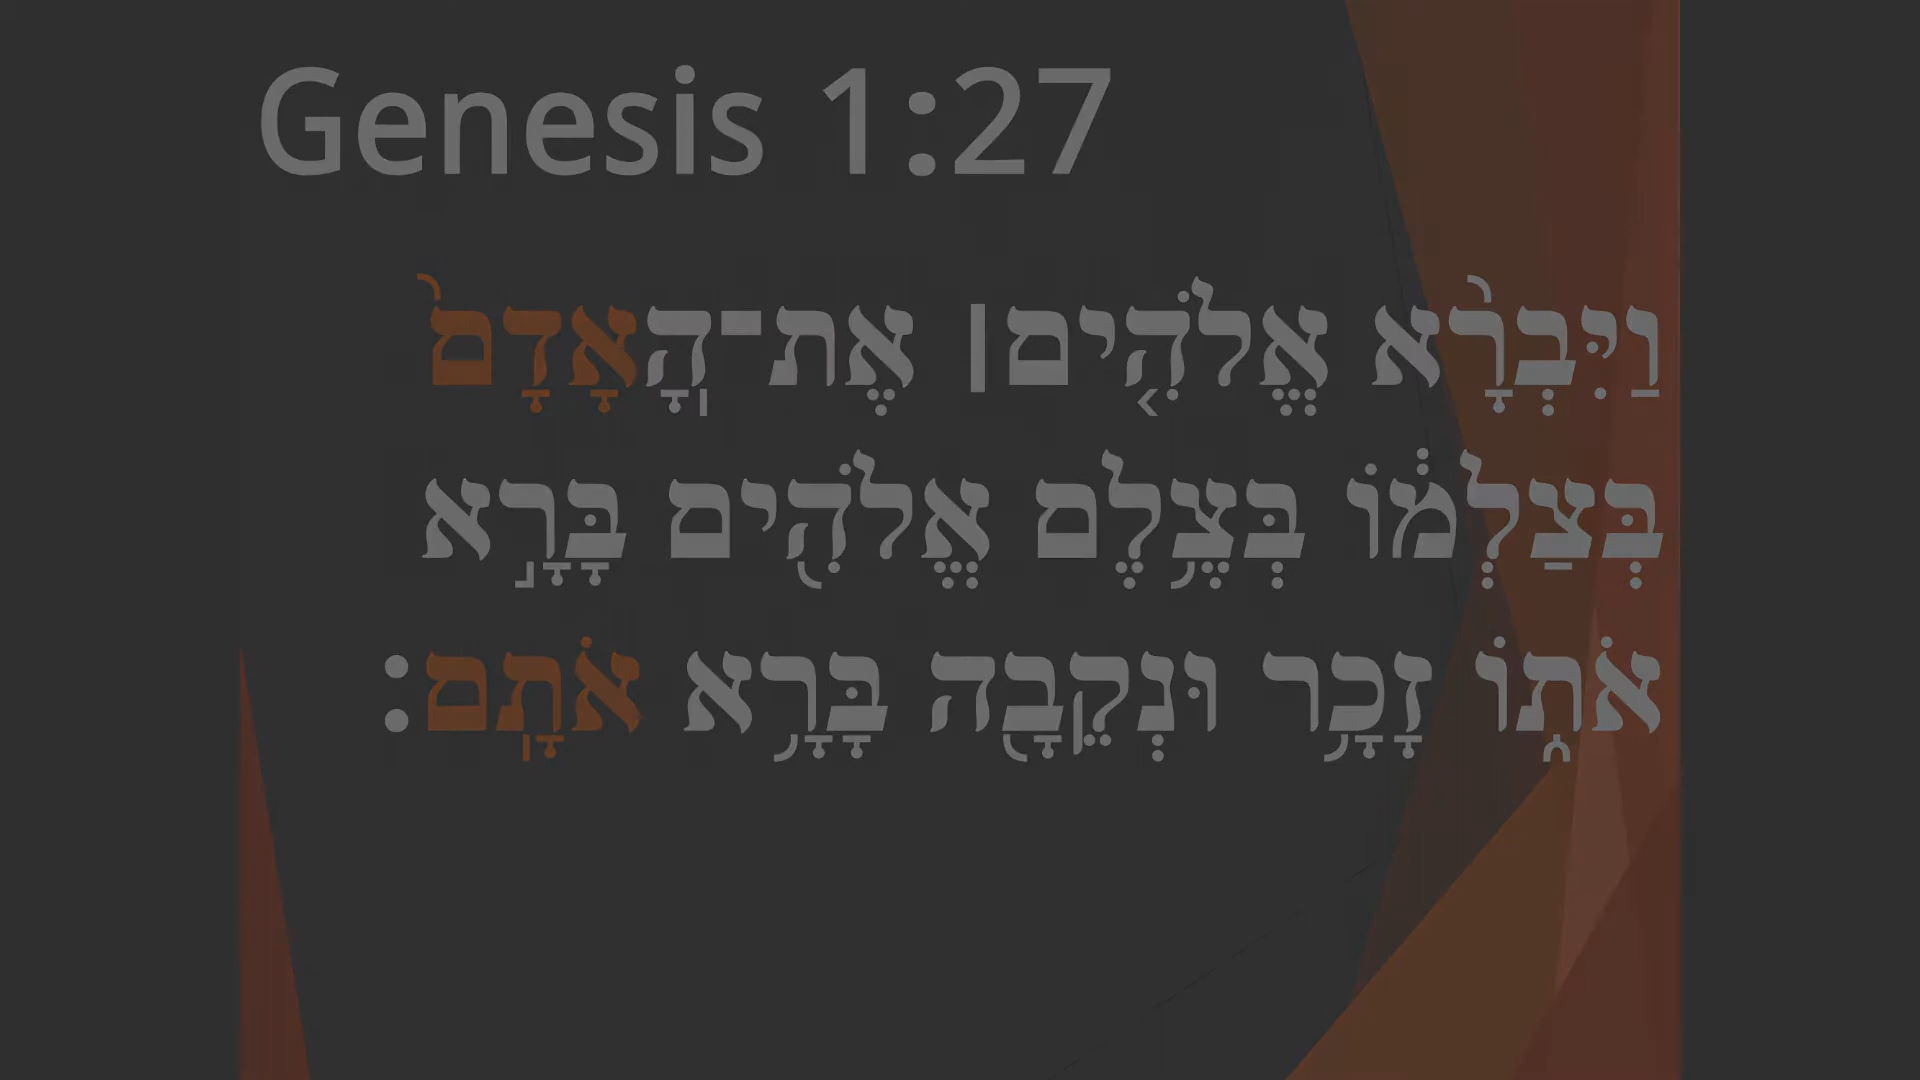 Genesis 1:27
וַיִּבְרָ֨א אֱלֹהִ֤ים׀ אֶת־הָֽאָדָם֙
בְּצַלְמ֔וֹ בְּצֶ֥לֶם אֱלֹהִ֖ים בָּרָ֣א
אֹת֑וֹ זָכָ֥ר וּנְקֵבָ֖ה בָּרָ֥א אֹתָֽם׃